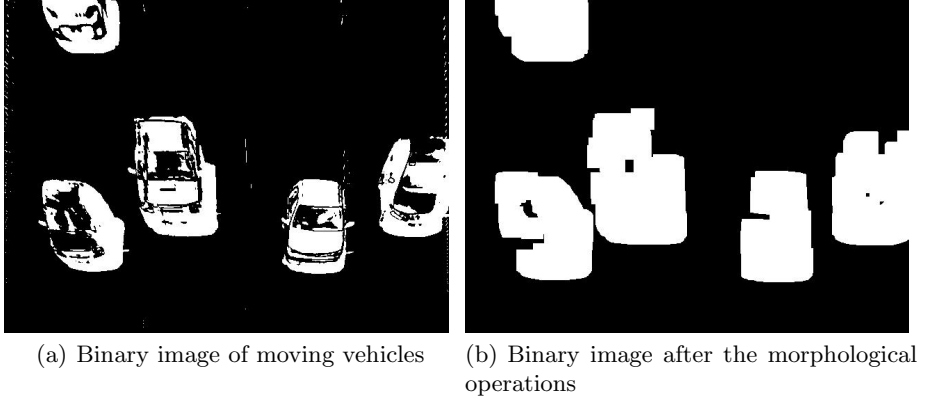 (a) Binary image of moving vehicles
(b) Binary image after the morphological
operations